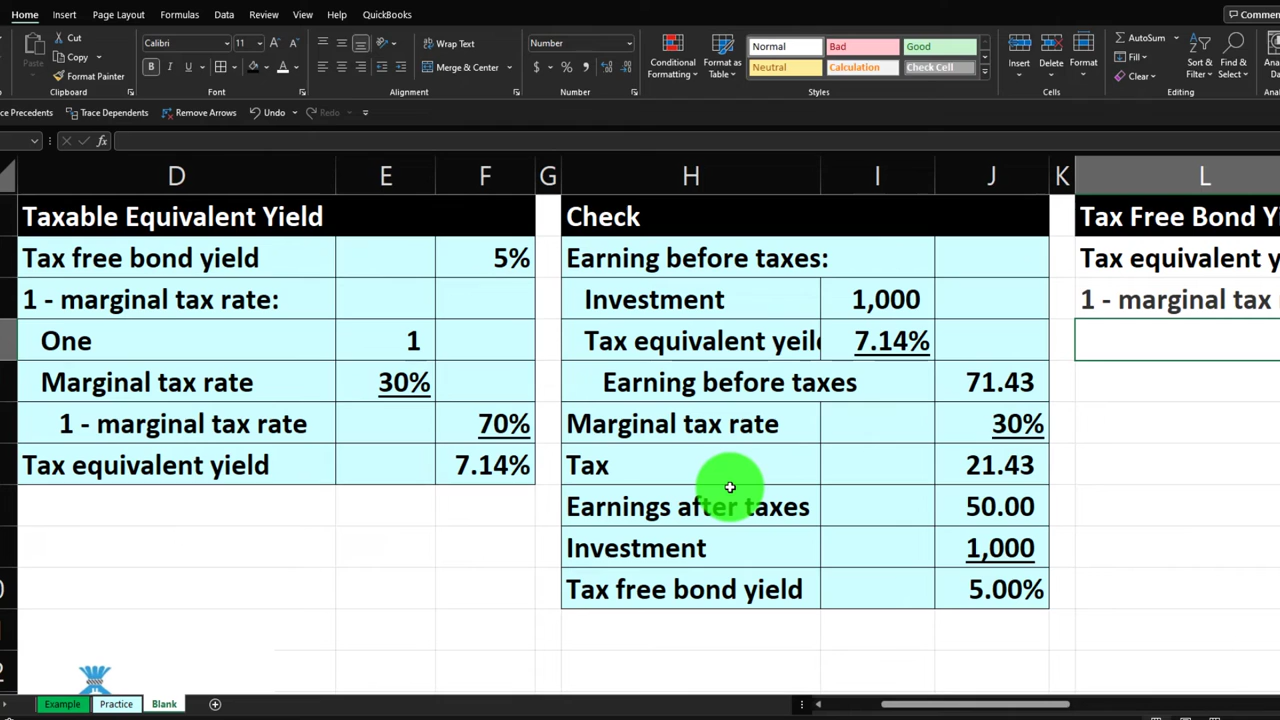 Home Insert Page Layout Formulas Data Review View Help QuickBooks
Cut
Copy
Format Painter
Paste
Clipboard
Calibri 11
Font
Wrap Text
Merge & Center
Alignment
Number
Number
Conditional Formatting
Format as Table
Normal Bad Good
Neutral Calculation Check Cell
Styles
Insert Delete Format
Cells
AutoSum
Fill
Clear
Sort & Filter
Find & Select
Editing
ce Precedents Trace Dependents Remove Arrows Undo Redo
fx
D E F G H I J K L
Taxable Equivalent Yield
Tax free bond yield 5%
1 - marginal tax rate:
One 1
Marginal tax rate 30%
1 - marginal tax rate 70%
Tax equivalent yield 7.14%
Check
Earning before taxes:
Investment 1,000
Tax equivalent yeild 7.14%
Earning before taxes 71.43
Marginal tax rate 30%
Tax 21.43
Earnings after taxes 50.00
Investment 1,000
Tax free bond yield 5.00%
Tax Free Bond Y
Tax equivalent y
1 - marginal tax
Example Practice Blank